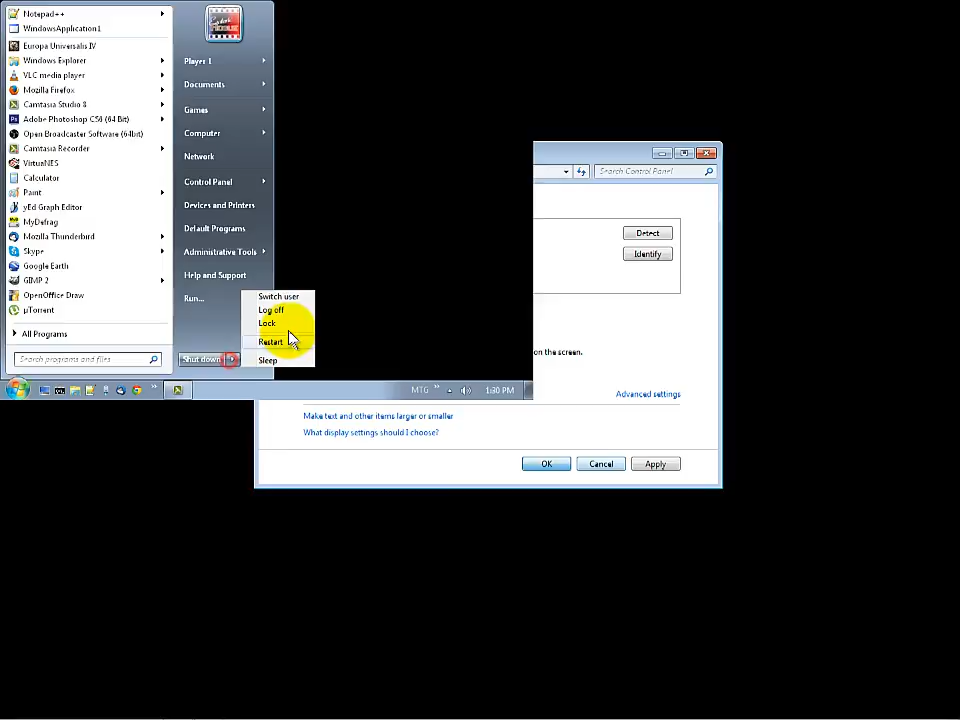 Notepad++
WindowsApplication1
Europa Universalis IV
Windows Explorer
VLC media player
Mozilla Firefox
Camtasia Studio 8
Adobe Photoshop CS6 (64 Bit)
Open Broadcaster Software (64bit)
Camtasia Recorder
VirtuaNES
Calculator
Paint
yEd Graph Editor
MyDefrag
Mozilla Thunderbird
Skype
Google Earth
GIMP 2
OpenOffice Draw
µTorrent
All Programs
Search programs and files
Player 1
Documents
Games
Computer
Network
Control Panel
Devices and Printers
Default Programs
Administrative Tools
Help and Support
Run...
Shut down
Switch user
Log off
Lock
Restart
Sleep
MTG
1:30 PM
Search Control Panel
Detect
Identify
on the screen.
Advanced settings
Make text and other items larger or smaller
What display settings should I choose?
OK
Cancel
Apply